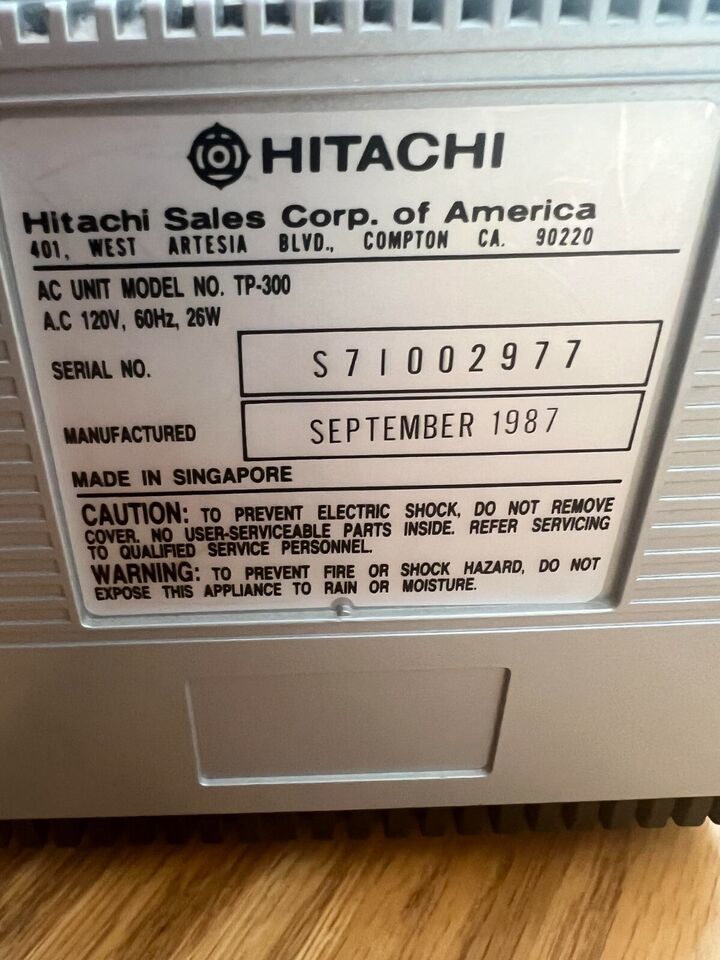 HITACHI
Hitachi Sales Corp. of America
401, WEST ARTESIA BLVD., COMPTON CA. 90220
AC UNIT MODEL NO. TP-300
A.C 120V, 60Hz, 26W
SERIAL NO. S7I002977
MANUFACTURED SEPTEMBER 1987
MADE IN SINGAPORE
CAUTION: TO PREVENT ELECTRIC SHOCK, DO NOT REMOVE
COVER. NO USER-SERVICEABLE PARTS INSIDE. REFER SERVICING
TO QUALIFIED SERVICE PERSONNEL.
WARNING: TO PREVENT FIRE OR SHOCK HAZARD, DO NOT
EXPOSE THIS APPLIANCE TO RAIN OR MOISTURE.